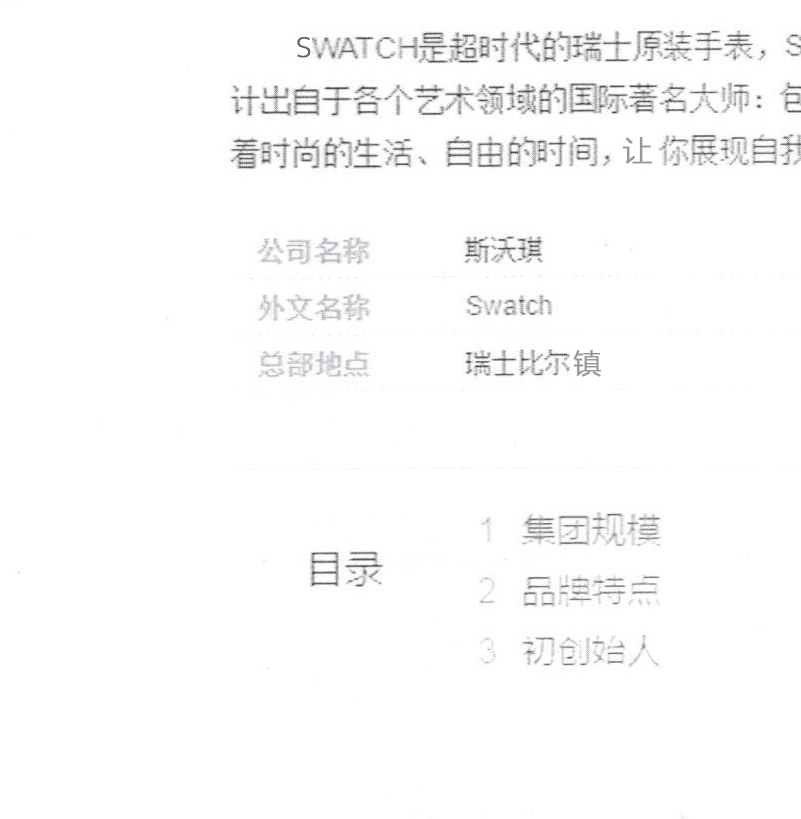 SWATCH是超时代的瑞士原装手表，S
计出自于各个艺术领域的国际著名大师：包
着时尚的生活、自由的时间，让你展现自我
公司名称 斯沃琪
外文名称 Swatch
总部地点 瑞士比尔镇
目录
1 集团规模
2 品牌特点
3 初创始人